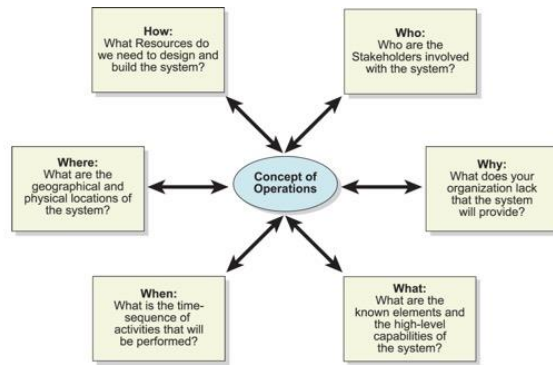 How:
What Resources do
we need to design and
build the system?
Who:
Who are the
Stakeholders involved
with the system?
Where:
What are the
geographical and
physical locations of
the system?
Concept of
Operations
Why:
What does your
organization lack
that the system
will provide?
When:
What is the time-
sequence of
activities that will
be performed?
What:
What are the
known elements and
the high-level
capabilities of
the system?